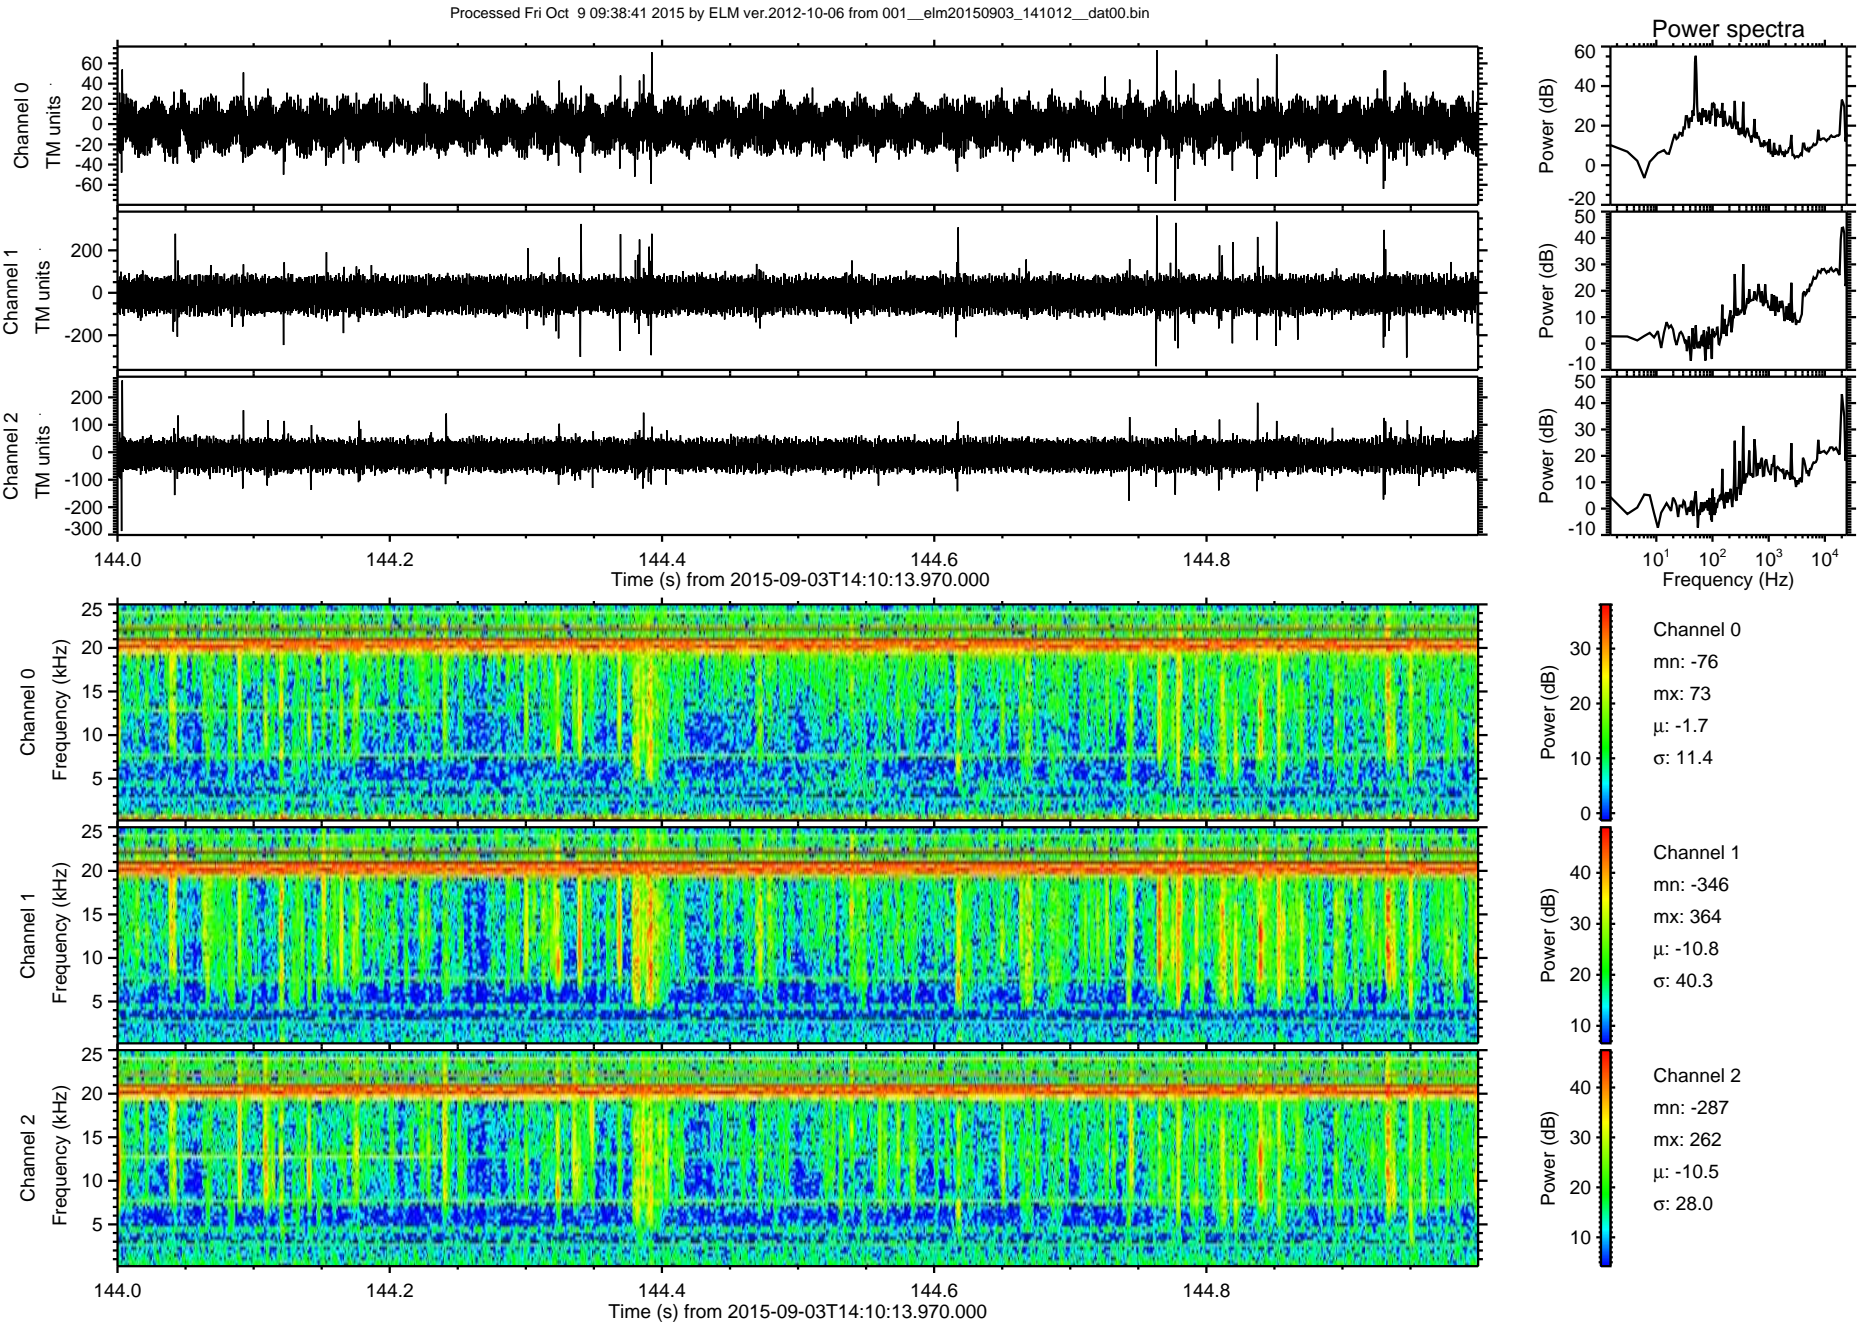 Processed Fri Oct  9 09:38:41 2015 by ELM ver.2012-10-06 from 001__elm20150903_141012__dat00.bin
Power spectra
Channel 0
TM units
60
40
20
0
-20
-40
-60
Power (dB)
60
40
20
0
-20
Channel 1
TM units
200
0
-200
Power (dB)
50
40
30
20
10
0
-10
Channel 2
TM units
200
100
0
-100
-200
-300
Power (dB)
50
40
30
20
10
0
-10
144.0 144.2 144.4 144.6 144.8
Time (s) from 2015-09-03T14:10:13.970.000
10¹ 10² 10³ 10⁴
Frequency (Hz)
Channel 0
Frequency (kHz)
25
20
15
10
5
Power (dB)
30
20
10
0
Channel 0
mn: -76
mx: 73
μ: -1.7
σ: 11.4
Channel 1
Frequency (kHz)
25
20
15
10
5
Power (dB)
40
30
20
10
Channel 1
mn: -346
mx: 364
μ: -10.8
σ: 40.3
Channel 2
Frequency (kHz)
25
20
15
10
5
Power (dB)
40
30
20
10
Channel 2
mn: -287
mx: 262
μ: -10.5
σ: 28.0
144.0 144.2 144.4 144.6 144.8
Time (s) from 2015-09-03T14:10:13.970.000